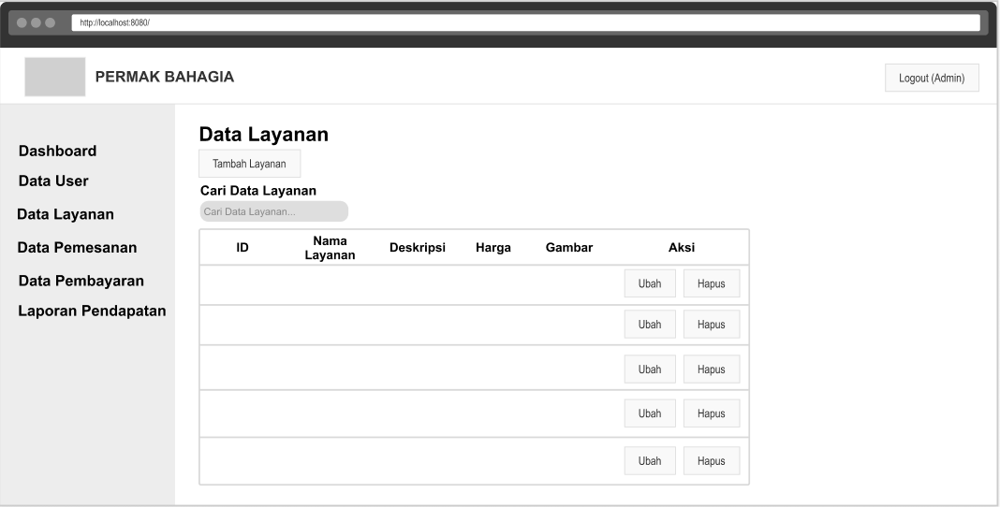 http://localhost:8080/
PERMAK BAHAGIA
Logout (Admin)
Dashboard
Data User
Data Layanan
Data Pemesanan
Data Pembayaran
Laporan Pendapatan
Data Layanan
Tambah Layanan
Cari Data Layanan
Cari Data Layanan...
ID Nama Layanan Deskripsi Harga Gambar Aksi
Ubah Hapus
Ubah Hapus
Ubah Hapus
Ubah Hapus
Ubah Hapus